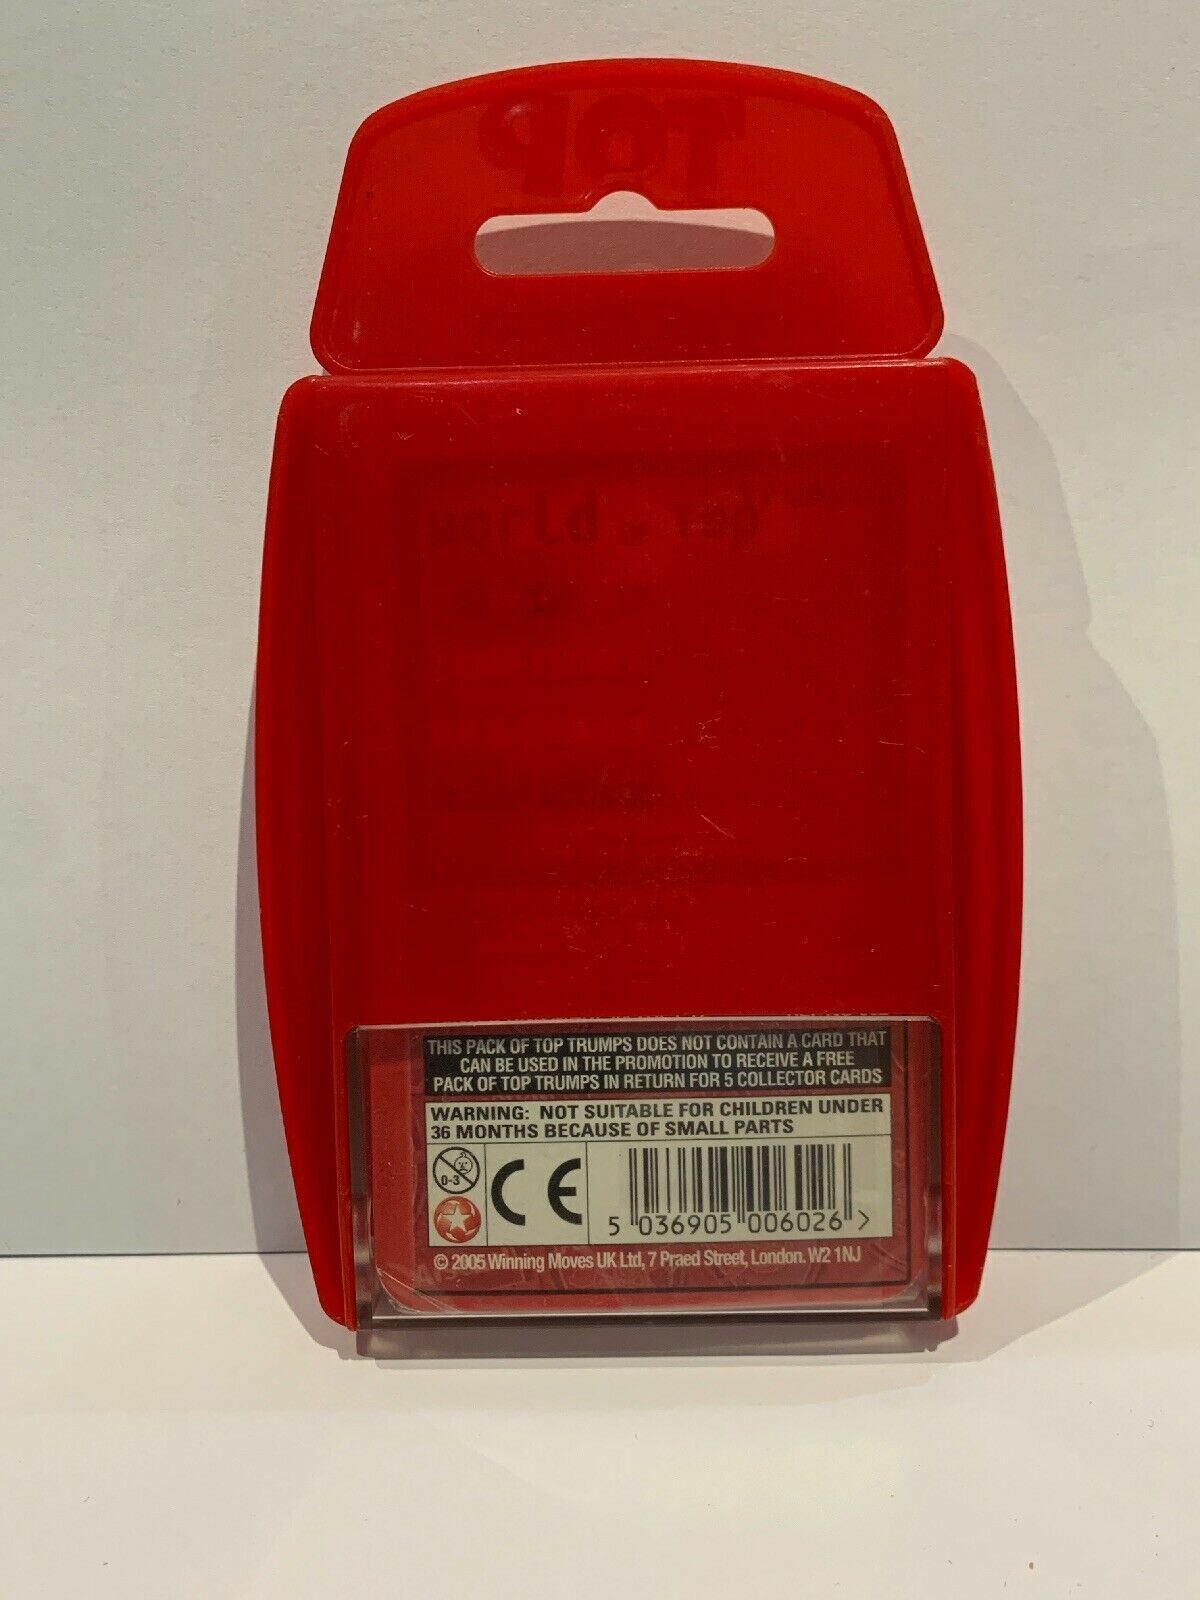 TOP
World of Top
THIS PACK OF TOP TRUMPS DOES NOT CONTAIN A CARD THAT
CAN BE USED IN THE PROMOTION TO RECEIVE A FREE
PACK OF TOP TRUMPS IN RETURN FOR 5 COLLECTOR CARDS
WARNING: NOT SUITABLE FOR CHILDREN UNDER
36 MONTHS BECAUSE OF SMALL PARTS
0-3
CE
5 036905 006026 >
© 2005 Winning Moves UK Ltd, 7 Praed Street, London. W2 1NJ